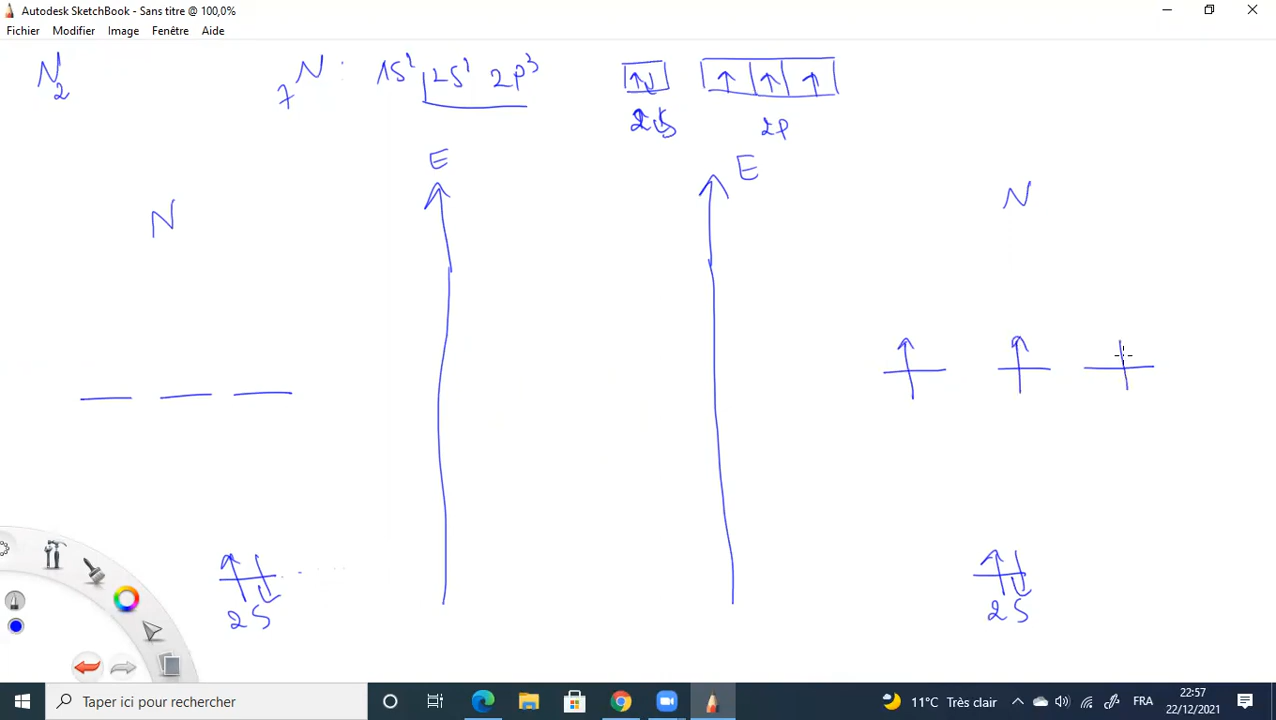 Autodesk SketchBook - Sans titre @ 100,0%
Fichier Modifier Image Fenêtre Aide
N2 7N : 1S² 2S² 2p³
2S 2p
E E
N N
2S 2S
Taper ici pour rechercher 11°C Très clair FRA 22:57
22/12/2021